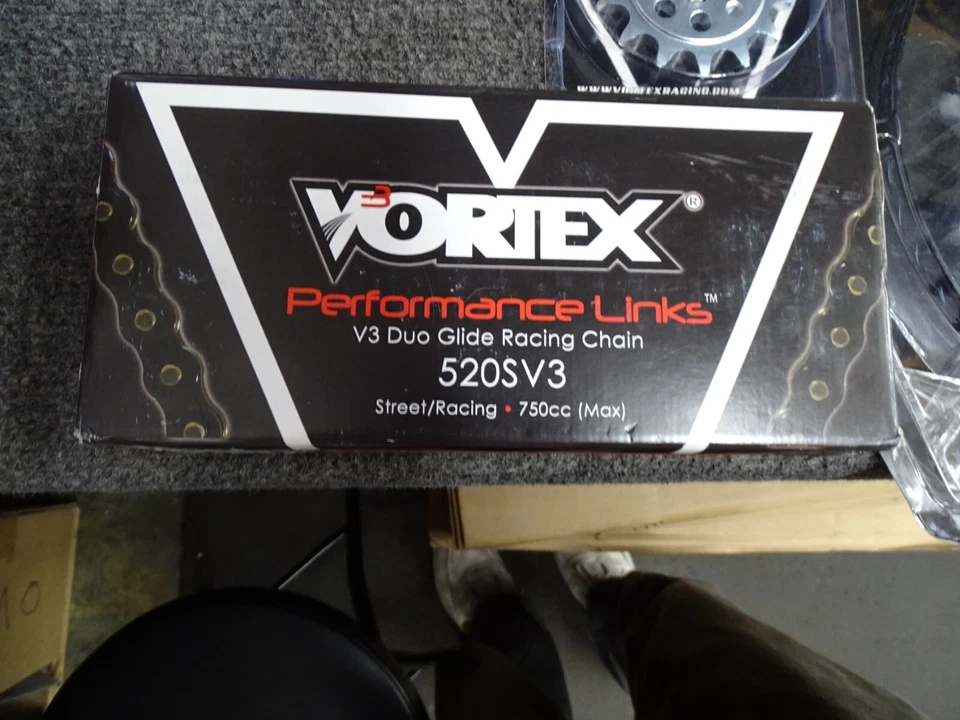 WWW.VORTEXRACING.COM
V3 VORTEX®
Performance Links™
V3 Duo Glide Racing Chain
520SV3
Street/Racing • 750cc (Max)